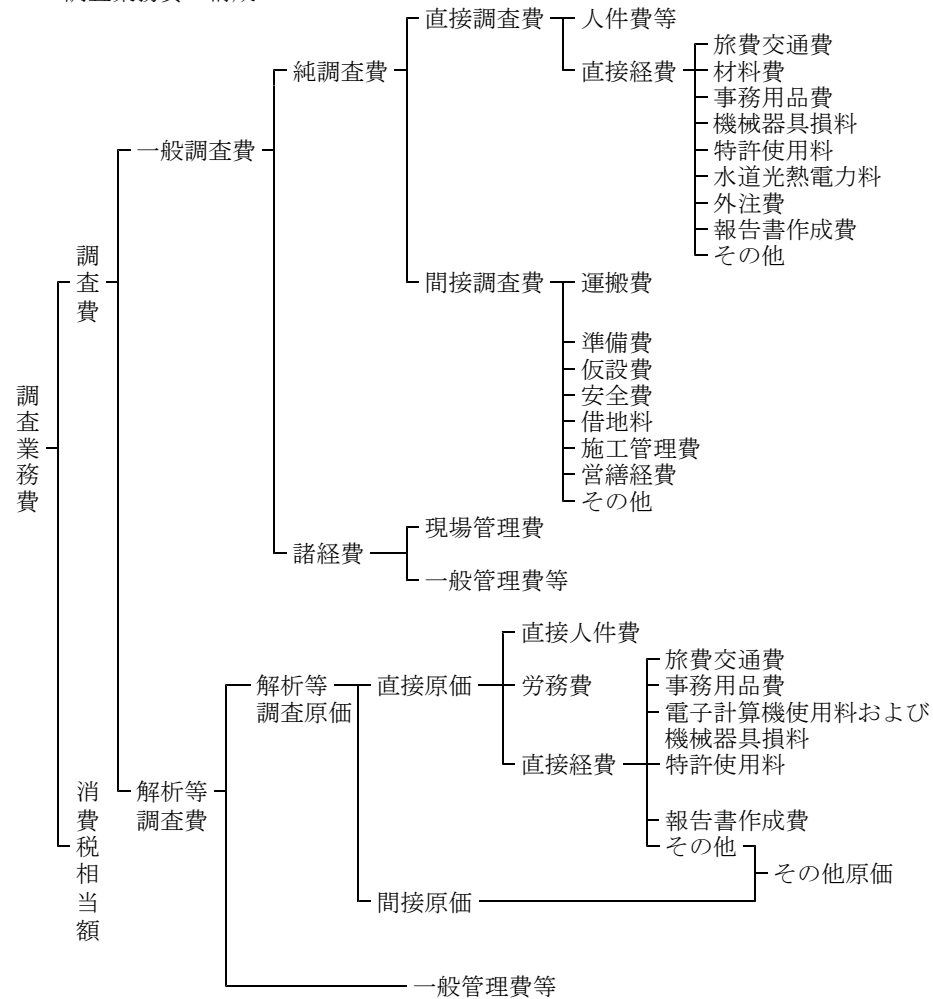 直接調査費
人件費等
直接経費
旅費交通費
材料費
事務用品費
機械器具損料
特許使用料
水道光熱電力料
外注費
報告書作成費
その他
純調査費
一般調査費
調査費
間接調査費
運搬費
準備費
仮設費
安全費
借地料
施工管理費
営繕経費
その他
調査業務費
諸経費
現場管理費
一般管理費等
解析等
調査原価
直接原価
直接人件費
労務費
直接経費
旅費交通費
事務用品費
電子計算機使用料および
機械器具損料
特許使用料
報告書作成費
その他
その他原価
消費税相当額
解析等
調査費
間接原価
一般管理費等